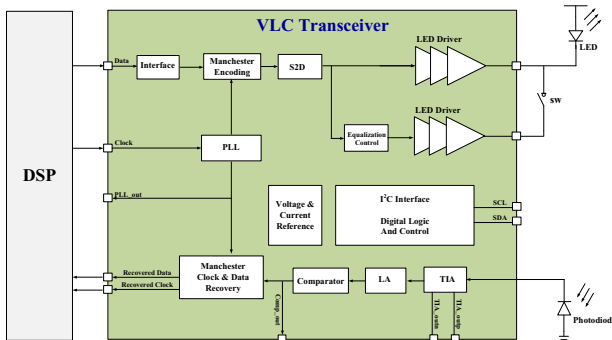 VLC Transceiver
LED
LED Driver
Data
Interface
Manchester
Encoding
S2D
SW
LED Driver
Equalization
Control
Clock
PLL
DSP
PLL_out
Voltage &
Current
Reference
I²C Interface
Digital Logic
And Control
SCL
SDA
Manchester
Clock & Data
Recovery
Recovered Data
Recovered Clock
Comparator
LA
TIA
Comp_out
TIA_outn
TIA_outp
Photodiod